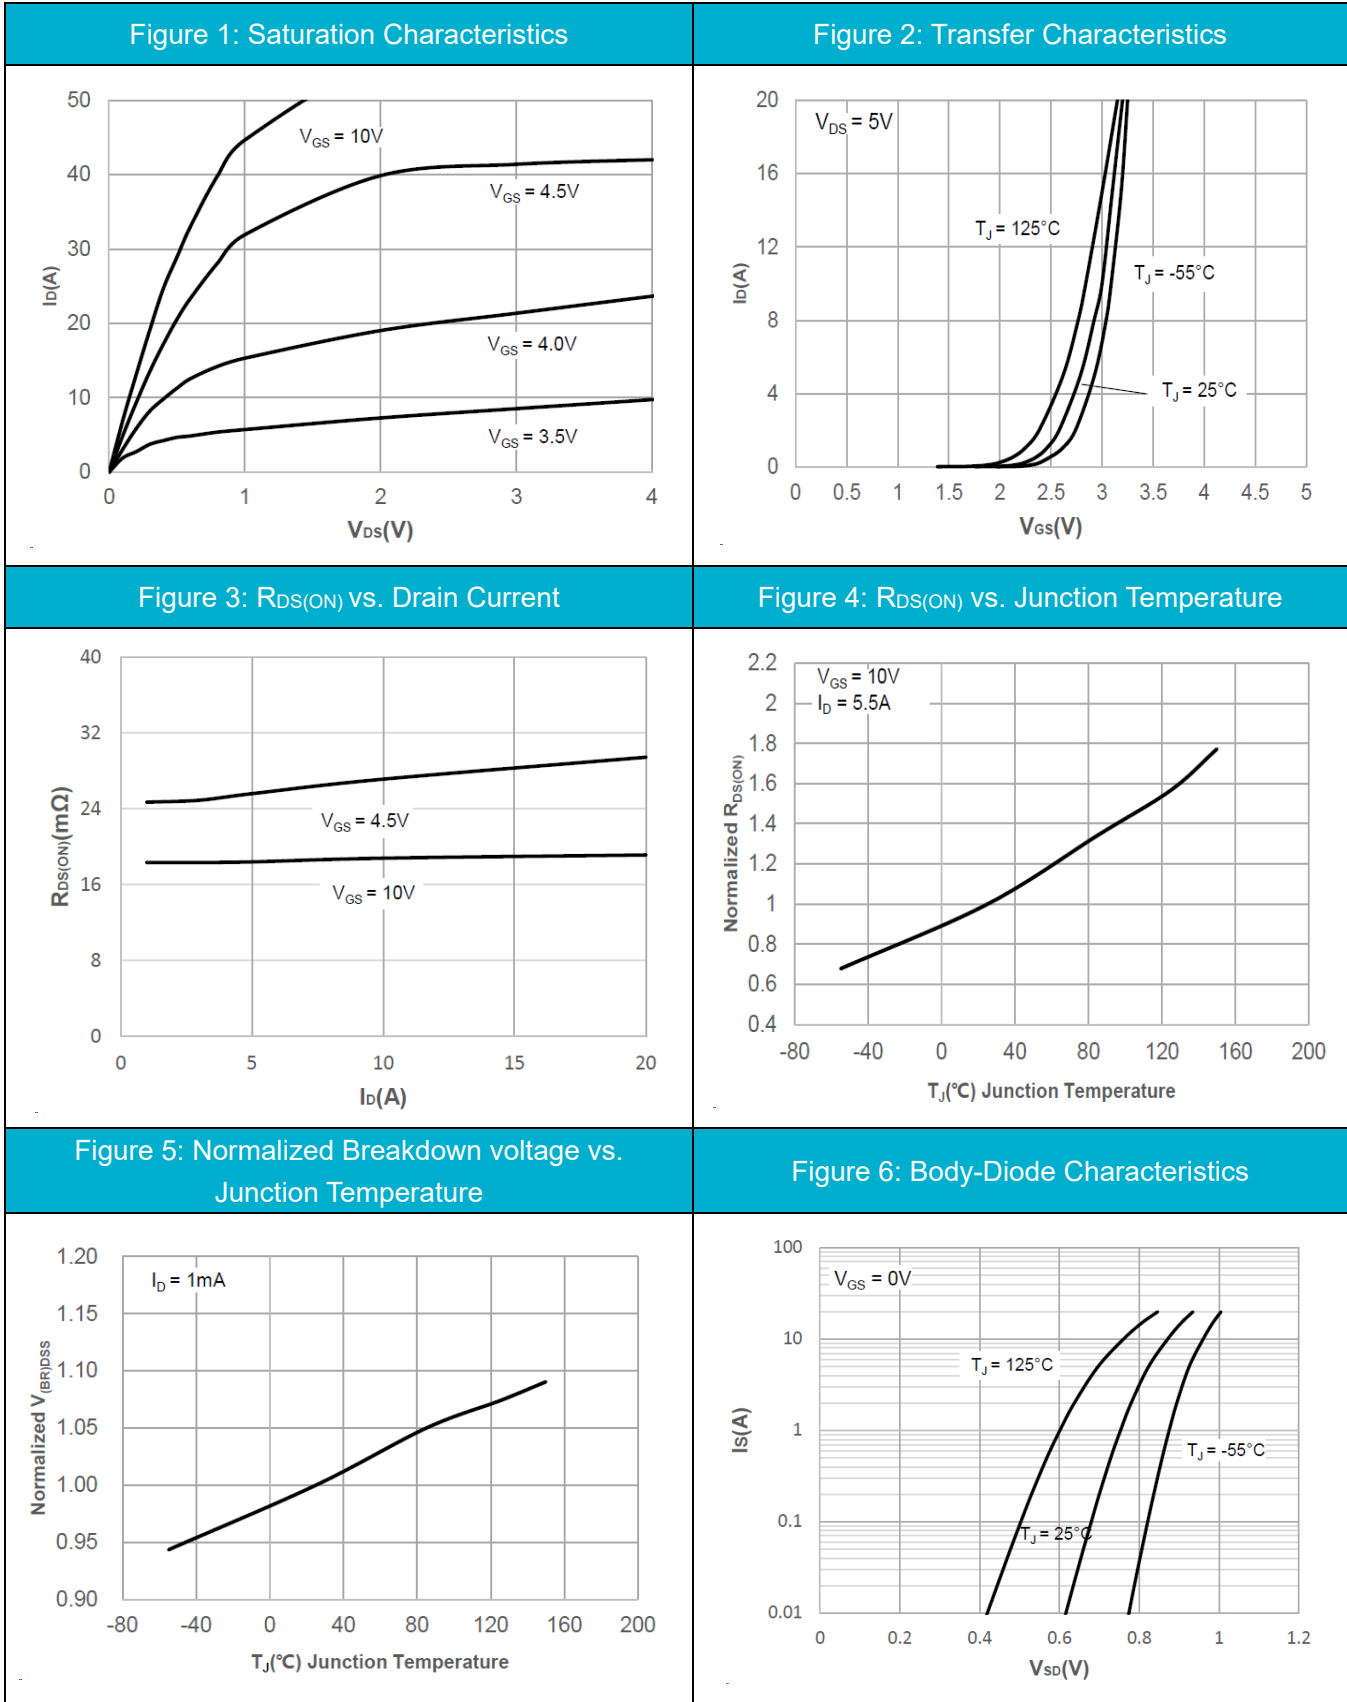 Figure 1: Saturation Characteristics
50
40
30
20
10
0
ID(A)
VGS = 10V
VGS = 4.5V
VGS = 4.0V
VGS = 3.5V
0 1 2 3 4
VDS(V)
Figure 2: Transfer Characteristics
20
16
12
8
4
0
ID(A)
VDS = 5V
TJ = 125°C
TJ = -55°C
TJ = 25°C
0 0.5 1 1.5 2 2.5 3 3.5 4 4.5 5
VGS(V)
Figure 3: RDS(ON) vs. Drain Current
40
32
24
16
8
0
RDS(ON)(mΩ)
VGS = 4.5V
VGS = 10V
0 5 10 15 20
ID(A)
Figure 4: RDS(ON) vs. Junction Temperature
2.2
2
1.8
1.6
1.4
1.2
1
0.8
0.6
0.4
Normalized RDS(ON)
VGS = 10V
ID = 5.5A
-80 -40 0 40 80 120 160 200
TJ(℃) Junction Temperature
Figure 5: Normalized Breakdown voltage vs.
Junction Temperature
1.20
1.15
1.10
1.05
1.00
0.95
0.90
Normalized V(BR)DSS
ID = 1mA
-80 -40 0 40 80 120 160 200
TJ(℃) Junction Temperature
Figure 6: Body-Diode Characteristics
100
10
1
0.1
0.01
IS(A)
VGS = 0V
TJ = 125°C
TJ = -55°C
TJ = 25°C
0 0.2 0.4 0.6 0.8 1 1.2
VSD(V)